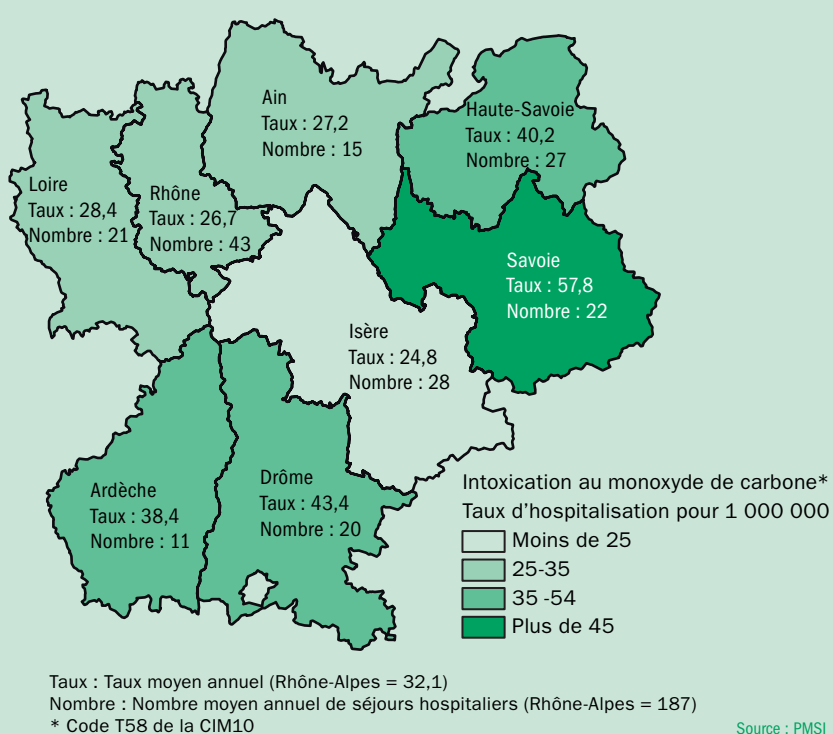 Ain
Taux : 27,2
Nombre : 15
Haute-Savoie
Taux : 40,2
Nombre : 27
Loire
Taux : 28,4
Nombre : 21
Rhône
Taux : 26,7
Nombre : 43
Savoie
Taux : 57,8
Nombre : 22
Isère
Taux : 24,8
Nombre : 28
Ardèche
Taux : 38,4
Nombre : 11
Drôme
Taux : 43,4
Nombre : 20
Intoxication au monoxyde de carbone*
Taux d'hospitalisation pour 1 000 000
Moins de 25
25-35
35 -54
Plus de 45
Taux : Taux moyen annuel (Rhône-Alpes = 32,1)
Nombre : Nombre moyen annuel de séjours hospitaliers (Rhône-Alpes = 187)
* Code T58 de la CIM10
Source : PMSI